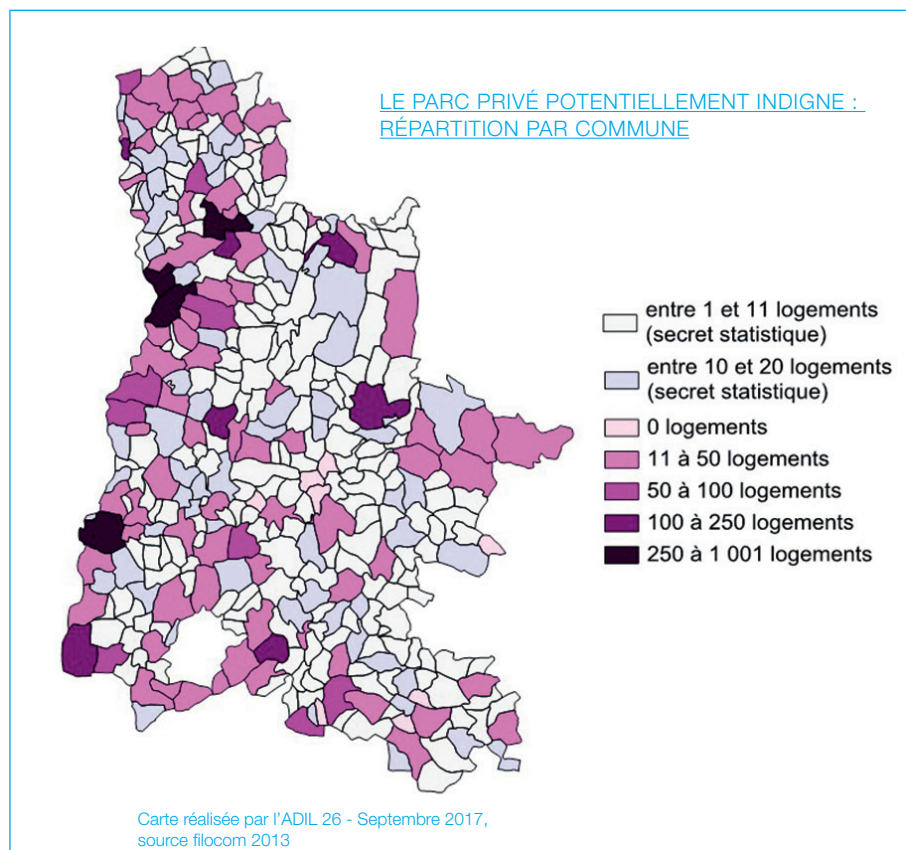 LE PARC PRIVÉ POTENTIELLEMENT INDIGNE :
RÉPARTITION PAR COMMUNE
entre 1 et 11 logements
(secret statistique)
entre 10 et 20 logements
(secret statistique)
0 logements
11 à 50 logements
50 à 100 logements
100 à 250 logements
250 à 1 001 logements
Carte réalisée par l'ADIL 26 - Septembre 2017,
source filocom 2013